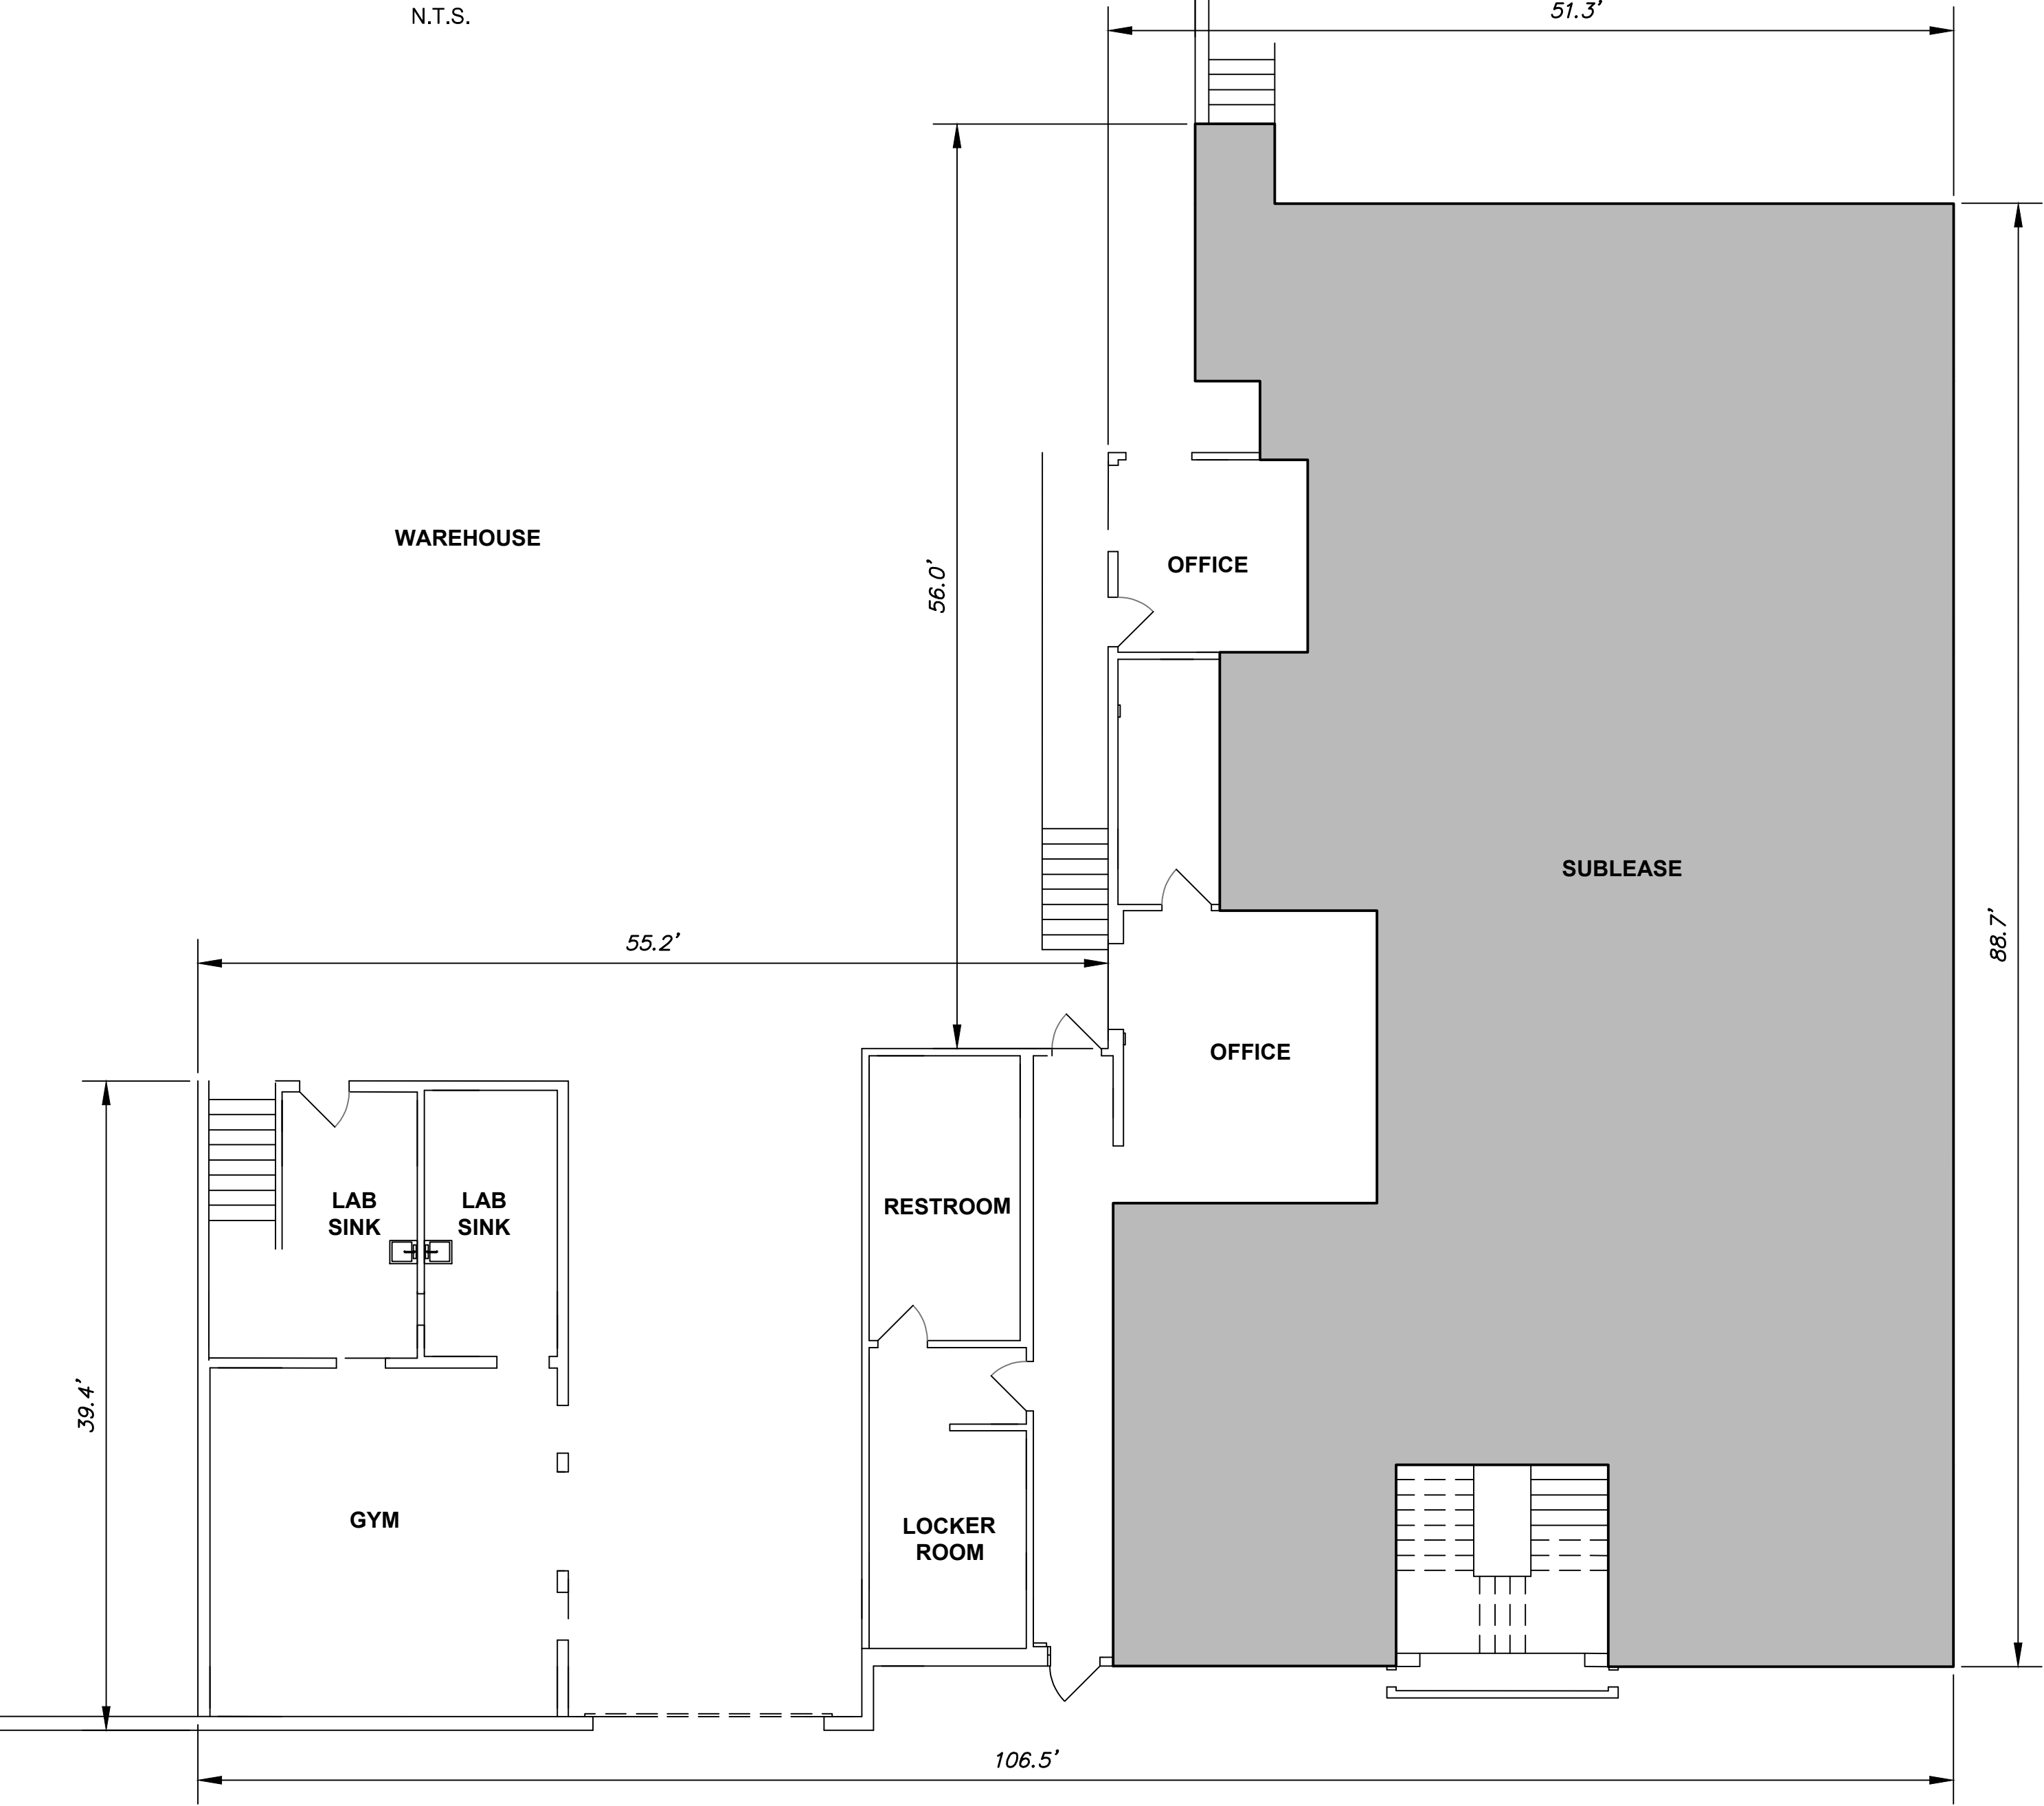 N.T.S.
51.3'
WAREHOUSE
OFFICE
56.0'
SUBLEASE
88.7'
55.2'
OFFICE
LAB
SINK
LAB
SINK
RESTROOM
39.4'
GYM
LOCKER
ROOM
106.5'